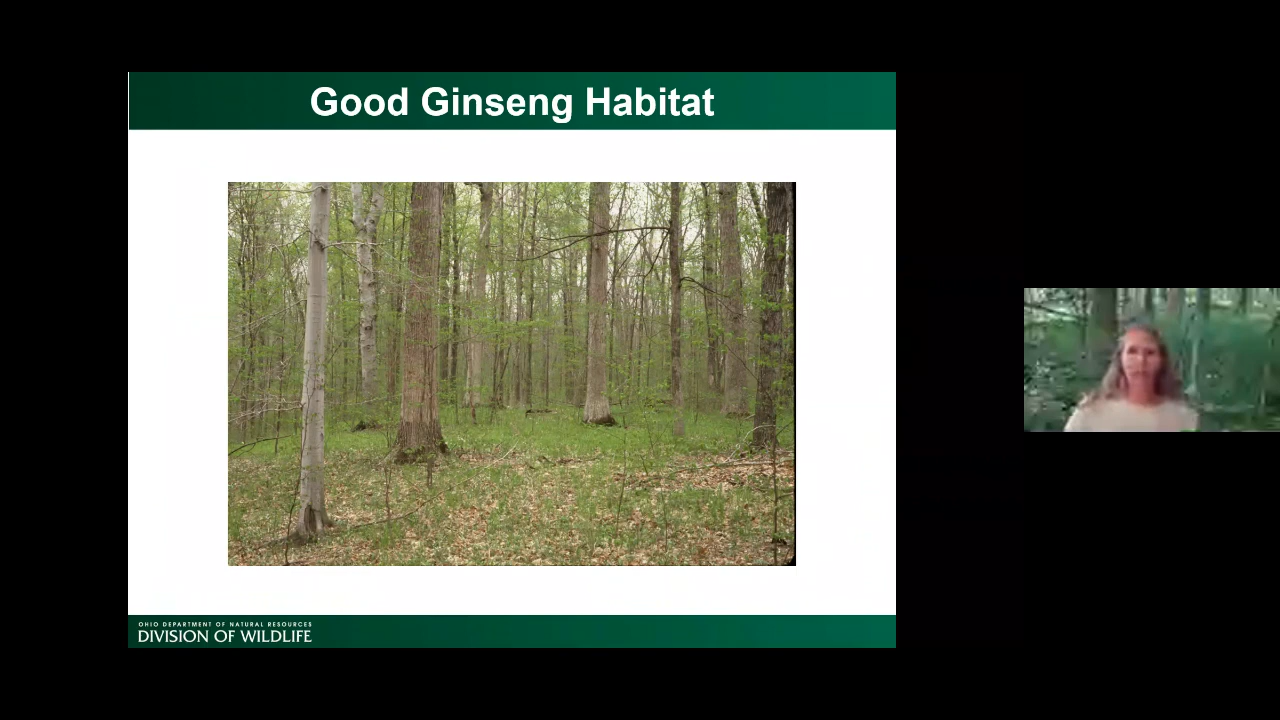 Good Ginseng Habitat
OHIO DEPARTMENT OF NATURAL RESOURCES
DIVISION OF WILDLIFE